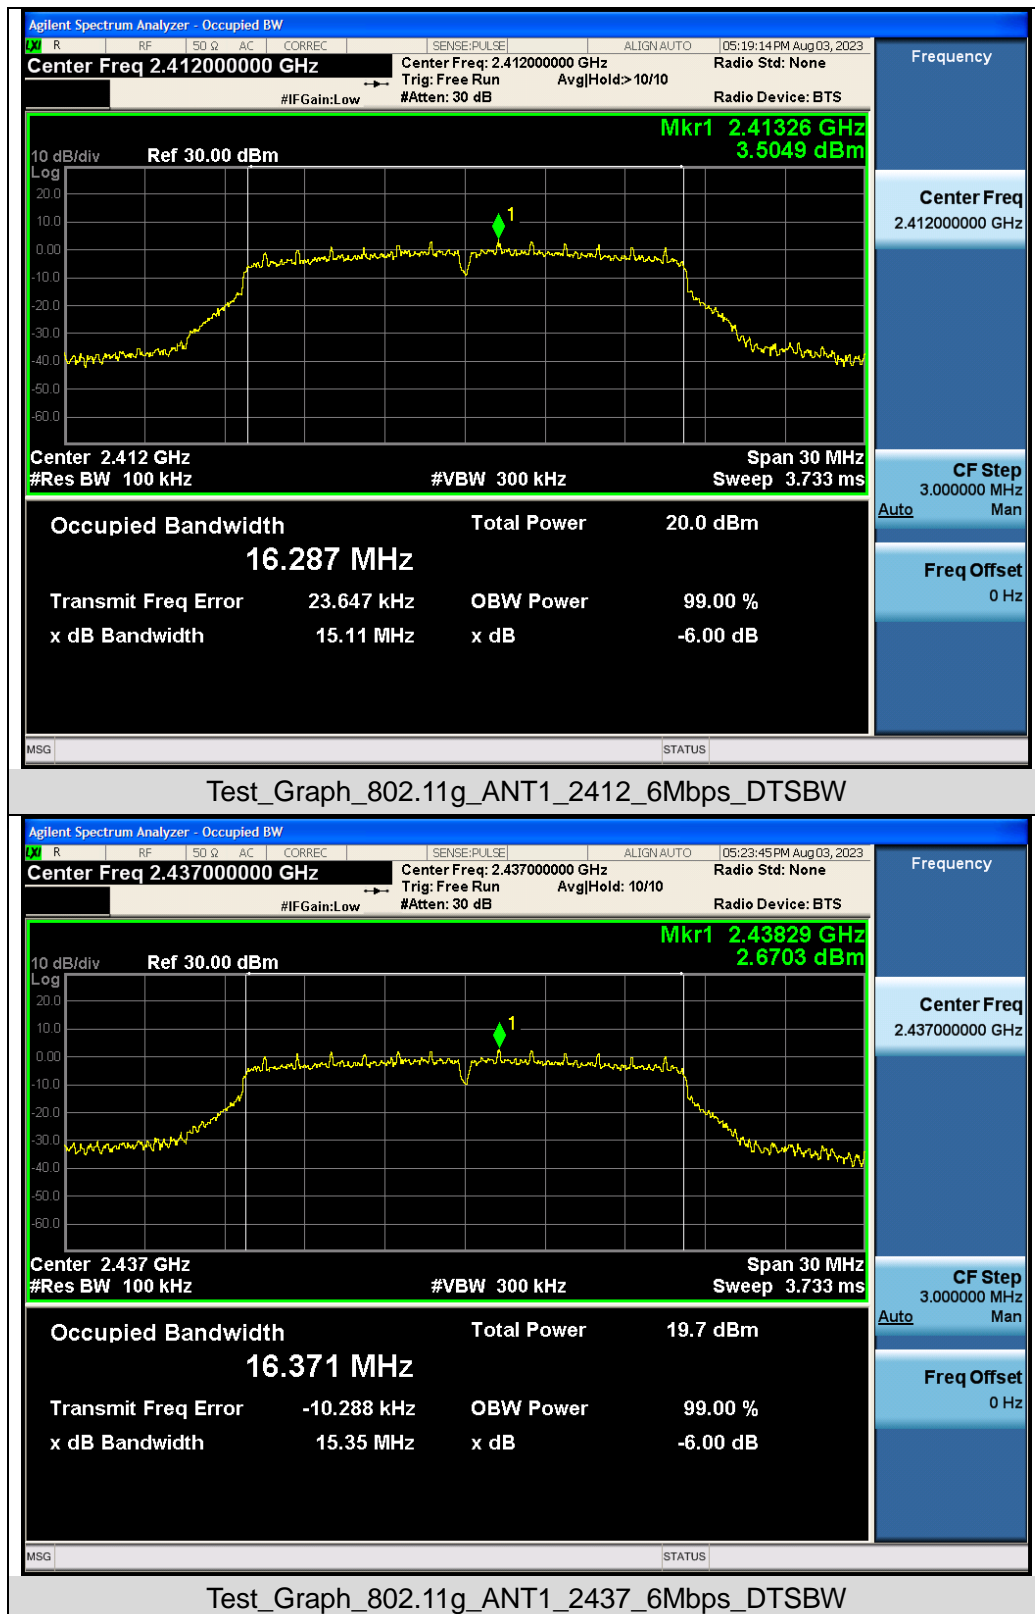 Agilent Spectrum Analyzer - Occupied BW
LXI R RF 50 Ω AC CORREC SENSE:PULSE ALIGN AUTO 05:19:14 PM Aug 03, 2023
Center Freq 2.412000000 GHz
Center Freq: 2.412000000 GHz Radio Std: None
Trig: Free Run Avg|Hold:> 10/10
#IFGain:Low #Atten: 30 dB Radio Device: BTS
Frequency
Mkr1 2.41326 GHz
3.5049 dBm
10 dB/div Ref 30.00 dBm
Log
20.0
10.0
0.00
-10.0
-20.0
-30.0
-40.0
-50.0
-60.0
1
Center 2.412 GHz Span 30 MHz
#Res BW 100 kHz #VBW 300 kHz Sweep 3.733 ms
Center Freq
2.412000000 GHz
CF Step
3.000000 MHz
Auto Man
Freq Offset
0 Hz
Occupied Bandwidth Total Power 20.0 dBm
16.287 MHz
Transmit Freq Error 23.647 kHz OBW Power 99.00 %
x dB Bandwidth 15.11 MHz x dB -6.00 dB
MSG STATUS
Test_Graph_802.11g_ANT1_2412_6Mbps_DTSBW
Agilent Spectrum Analyzer - Occupied BW
LXI R RF 50 Ω AC CORREC SENSE:PULSE ALIGN AUTO 05:23:45 PM Aug 03, 2023
Center Freq 2.437000000 GHz
Center Freq: 2.437000000 GHz Radio Std: None
Trig: Free Run Avg|Hold: 10/10
#IFGain:Low #Atten: 30 dB Radio Device: BTS
Frequency
Mkr1 2.43829 GHz
2.6703 dBm
10 dB/div Ref 30.00 dBm
Log
20.0
10.0
0.00
-10.0
-20.0
-30.0
-40.0
-50.0
-60.0
1
Center 2.437 GHz Span 30 MHz
#Res BW 100 kHz #VBW 300 kHz Sweep 3.733 ms
Center Freq
2.437000000 GHz
CF Step
3.000000 MHz
Auto Man
Freq Offset
0 Hz
Occupied Bandwidth Total Power 19.7 dBm
16.371 MHz
Transmit Freq Error -10.288 kHz OBW Power 99.00 %
x dB Bandwidth 15.35 MHz x dB -6.00 dB
MSG STATUS
Test_Graph_802.11g_ANT1_2437_6Mbps_DTSBW